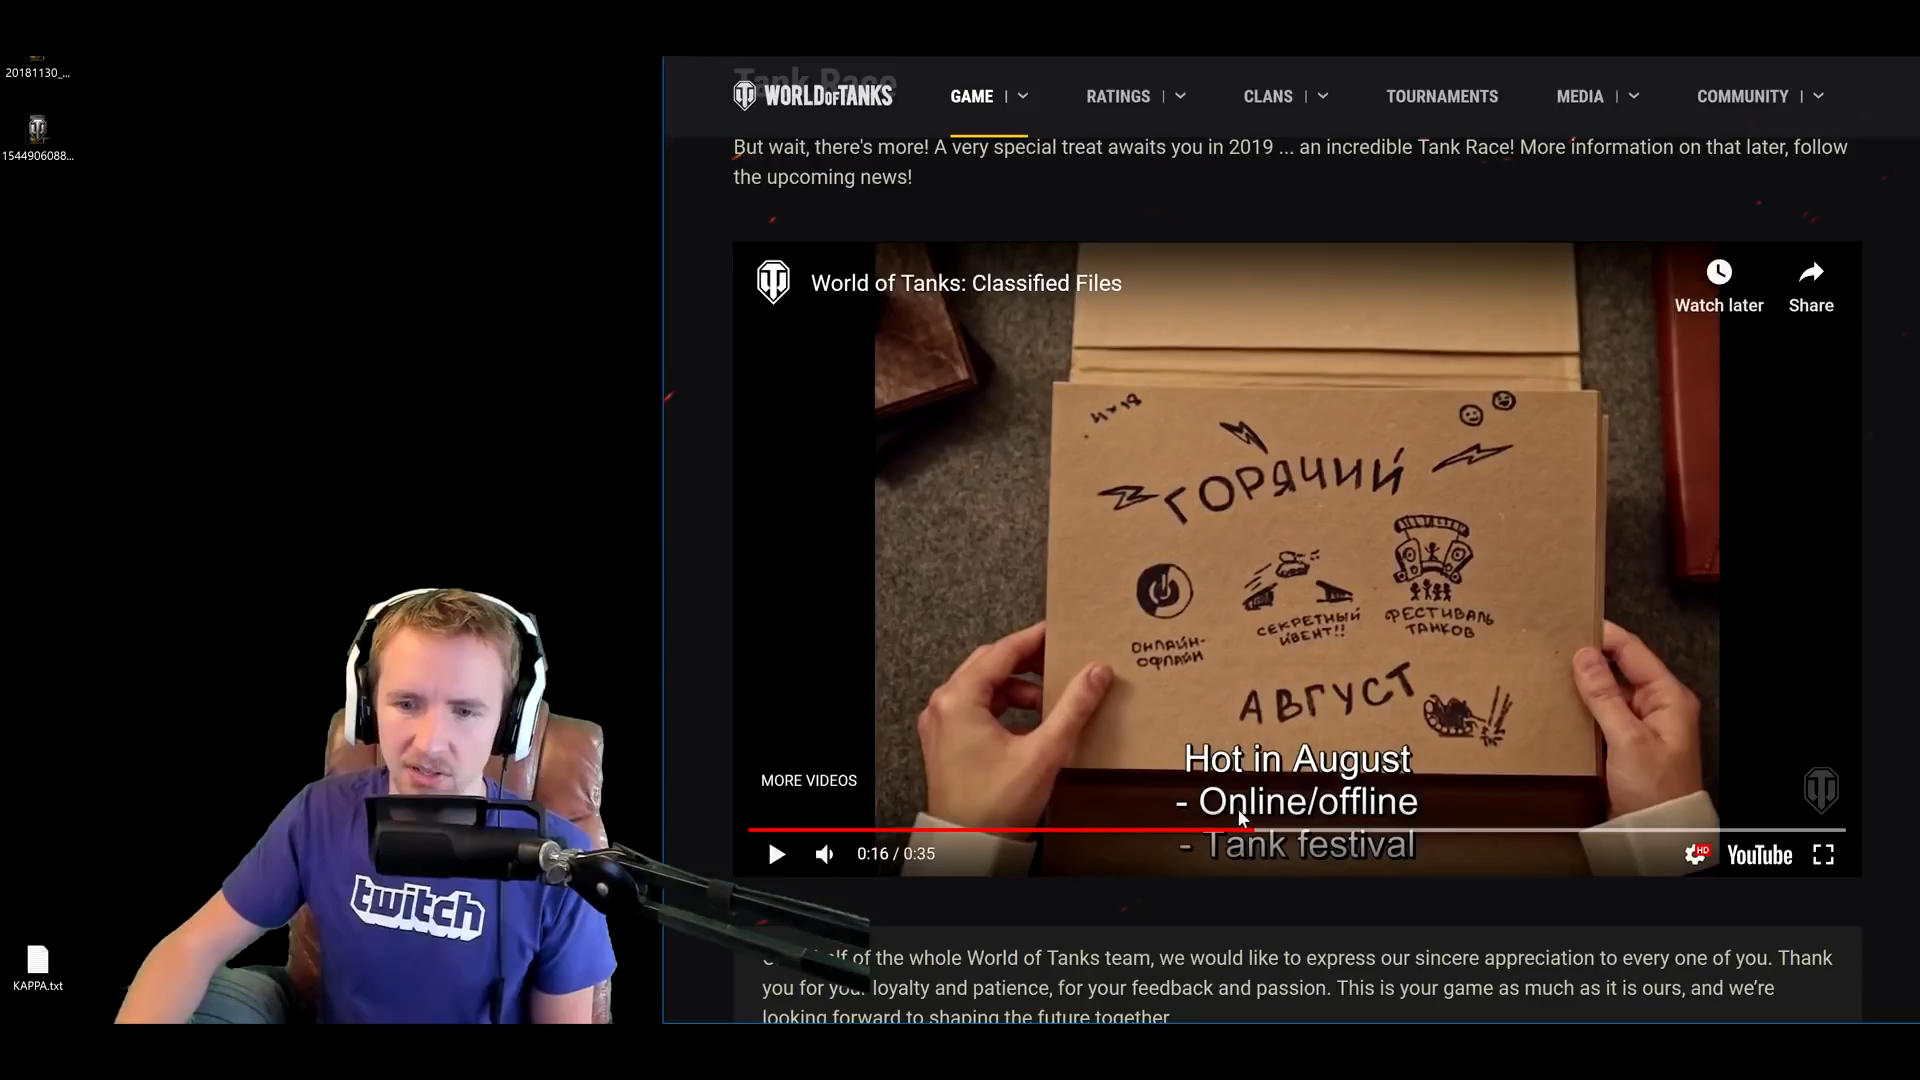 20181130_...
1544906088...
KAPPA.txt
Tank Race
WORLD OF TANKS
GAME
RATINGS
CLANS
TOURNAMENTS
MEDIA
COMMUNITY
But wait, there's more! A very special treat awaits you in 2019 ... an incredible Tank Race! More information on that later, follow
the upcoming news!
World of Tanks: Classified Files
Watch later
Share
ГОРЯЧИЙ
ОНЛАЙН-
ОФЛАЙН
СЕКРЕТНЫЙ
ИВЕНТ!!
ФЕСТИВАЛЬ
ТАНКОВ
АВГУСТ
Hot in August
- Online/offline
- Tank festival
MORE VIDEOS
0:16 / 0:35
HD
YouTube
twitch
of the whole World of Tanks team, we would like to express our sincere appreciation to every one of you. Thank
you for your loyalty and patience, for your feedback and passion. This is your game as much as it is ours, and we're
looking forward to shaping the future together